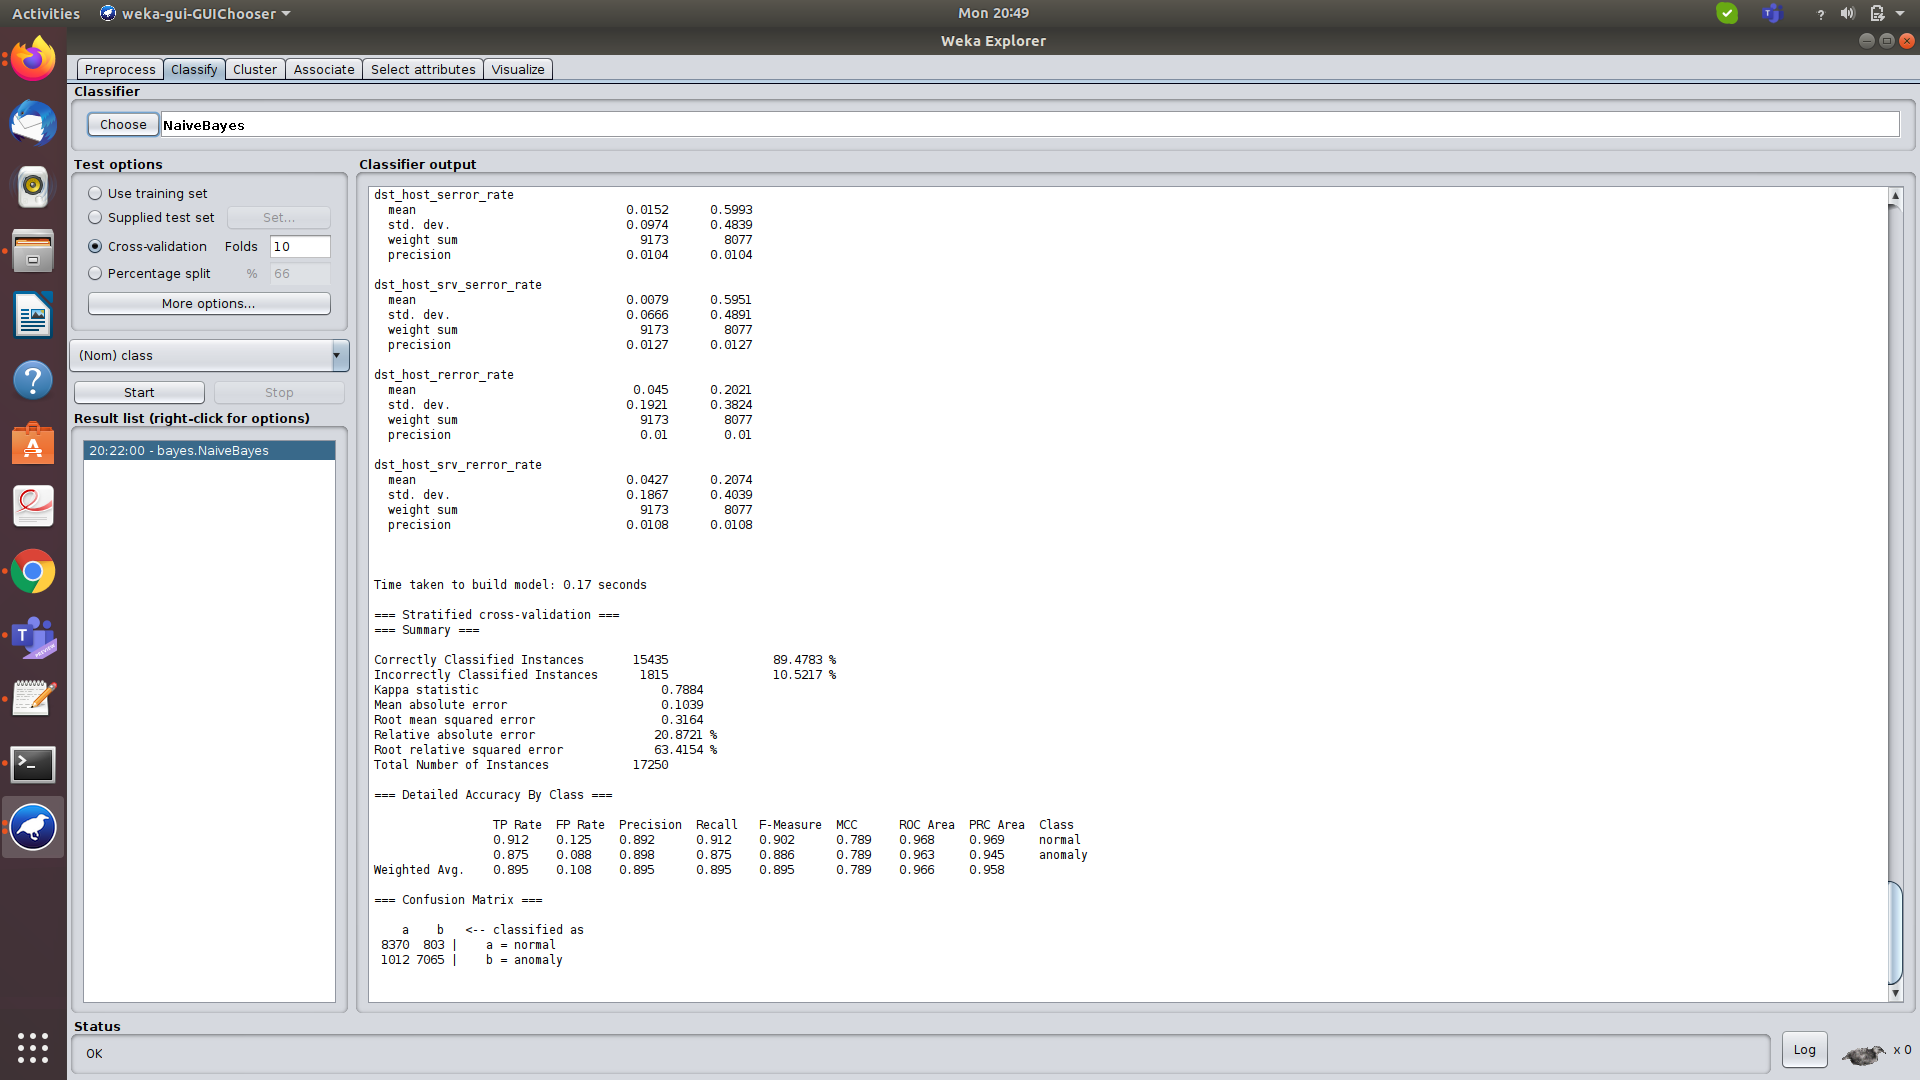 Activities weka-gui-GUIChooser Mon 20:49 ?
Weka Explorer
Preprocess Classify Cluster Associate Select attributes Visualize
Classifier
Choose NaiveBayes
Test options
Use training set
Supplied test set Set...
Cross-validation Folds 10
Percentage split % 66
More options...
(Nom) class
Start Stop
Result list (right-click for options)
20:22:00 - bayes.NaiveBayes
Classifier output
dst_host_serror_rate
mean 0.0152 0.5993
std. dev. 0.0974 0.4839
weight sum 9173 8077
precision 0.0104 0.0104
dst_host_srv_serror_rate
mean 0.0079 0.5951
std. dev. 0.0666 0.4891
weight sum 9173 8077
precision 0.0127 0.0127
dst_host_rerror_rate
mean 0.045 0.2021
std. dev. 0.1921 0.3824
weight sum 9173 8077
precision 0.01 0.01
dst_host_srv_rerror_rate
mean 0.0427 0.2074
std. dev. 0.1867 0.4039
weight sum 9173 8077
precision 0.0108 0.0108
Time taken to build model: 0.17 seconds
=== Stratified cross-validation ===
=== Summary ===
Correctly Classified Instances 15435 89.4783 %
Incorrectly Classified Instances 1815 10.5217 %
Kappa statistic 0.7884
Mean absolute error 0.1039
Root mean squared error 0.3164
Relative absolute error 20.8721 %
Root relative squared error 63.4154 %
Total Number of Instances 17250
=== Detailed Accuracy By Class ===
TP Rate FP Rate Precision Recall F-Measure MCC ROC Area PRC Area Class
0.912 0.125 0.892 0.912 0.902 0.789 0.968 0.969 normal
0.875 0.088 0.898 0.875 0.886 0.789 0.963 0.945 anomaly
Weighted Avg. 0.895 0.108 0.895 0.895 0.895 0.789 0.966 0.958
=== Confusion Matrix ===
a b <-- classified as
8370 803 | a = normal
1012 7065 | b = anomaly
Status
OK
Log x 0